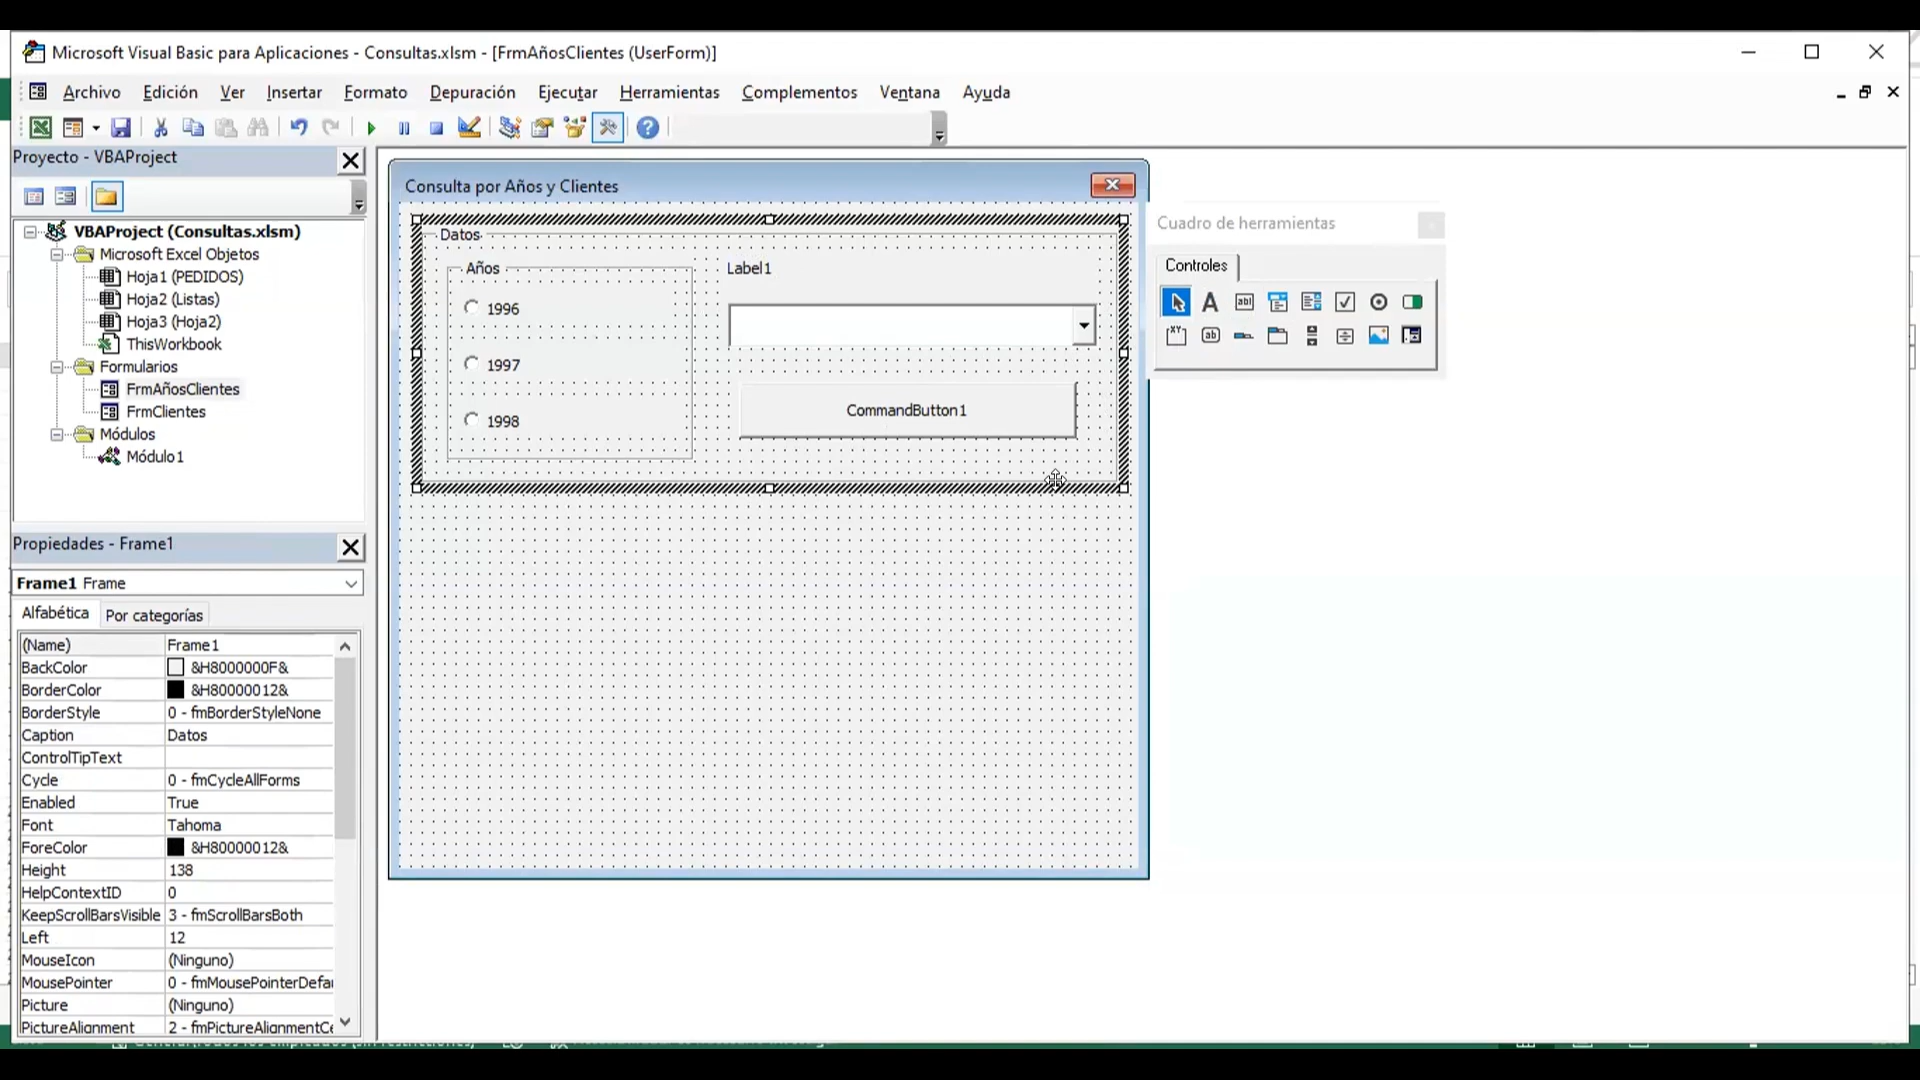 Microsoft Visual Basic para Aplicaciones - Consultas.xlsm - [FrmAñosClientes (UserForm)]
Archivo Edición Ver Insertar Formato Depuración Ejecutar Herramientas Complementos Ventana Ayuda
Proyecto - VBAProject
VBAProject (Consultas.xlsm)
Microsoft Excel Objetos
Hoja1 (PEDIDOS)
Hoja2 (Listas)
Hoja3 (Hoja2)
ThisWorkbook
Formularios
FrmAñosClientes
FrmClientes
Módulos
Módulo1
Propiedades - Frame1
Frame1 Frame
Alfabética Por categorías
(Name) Frame1
BackColor &H8000000F&
BorderColor &H80000012&
BorderStyle 0 - fmBorderStyleNone
Caption Datos
ControlTipText
Cycle 0 - fmCycleAllForms
Enabled True
Font Tahoma
ForeColor &H80000012&
Height 138
HelpContextID 0
KeepScrollBarsVisible 3 - fmScrollBarsBoth
Left 12
MouseIcon (Ninguno)
MousePointer 0 - fmMousePointerDefau
Picture (Ninguno)
PictureAlignment 2 - fmPictureAlignmentCe
Consulta por Años y Clientes
Datos
Años
1996
1997
1998
Label1
CommandButton1
Cuadro de herramientas
Controles